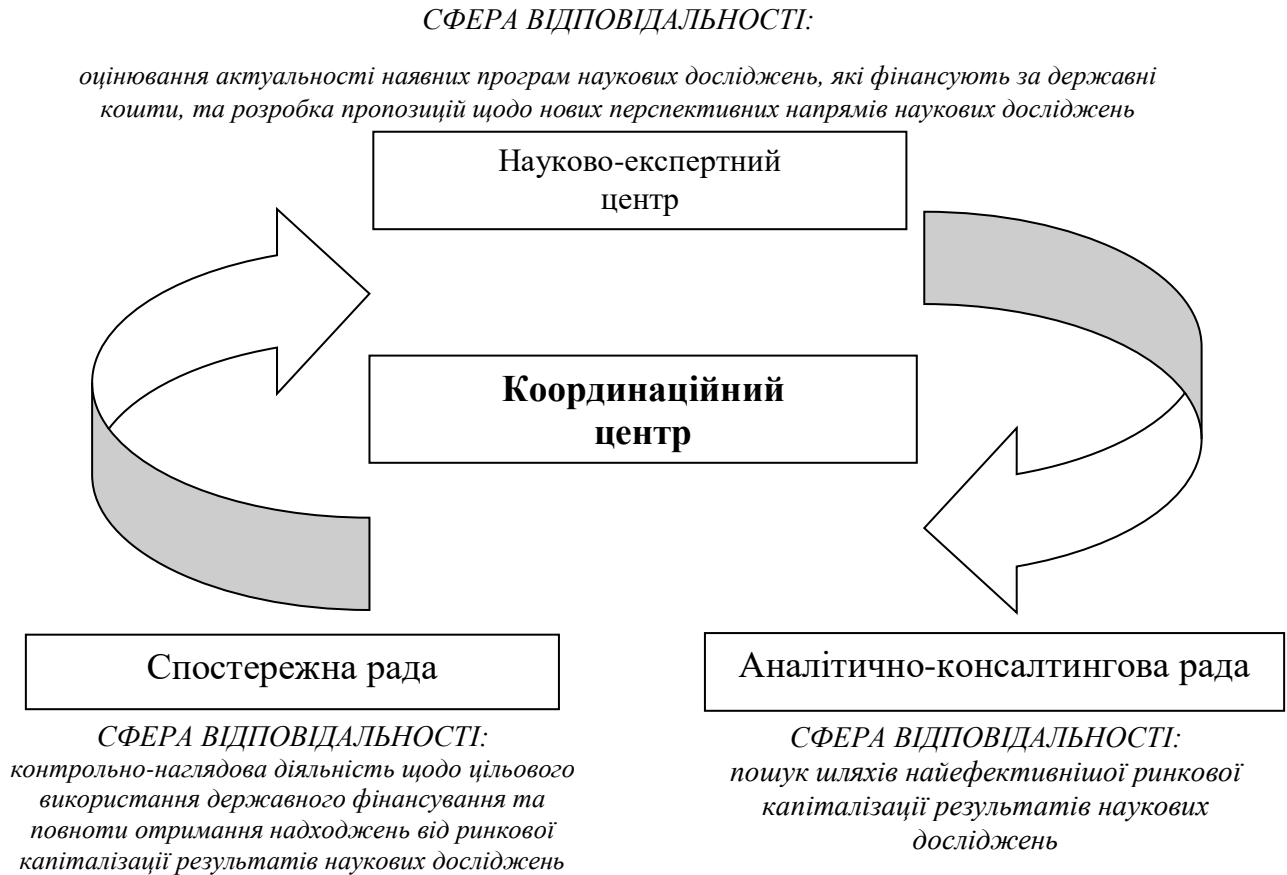 СФЕРА ВІДПОВІДАЛЬНОСТІ:
оцінювання актуальності наявних програм наукових досліджень, які фінансують за державні
кошти, та розробка пропозицій щодо нових перспективних напрямів наукових досліджень
Науково-експертний
центр
Координаційний
центр
Спостережна рада
СФЕРА ВІДПОВІДАЛЬНОСТІ:
контрольно-наглядова діяльність щодо цільового
використання державного фінансування та
повноти отримання надходжень від ринкової
капіталізації результатів наукових досліджень
Аналітично-консалтингова рада
СФЕРА ВІДПОВІДАЛЬНОСТІ:
пошук шляхів найефективнішої ринкової
капіталізації результатів наукових
досліджень